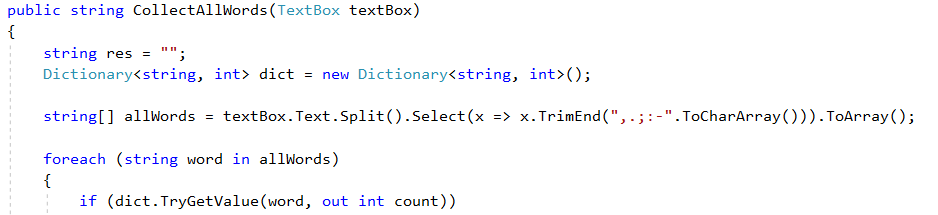 public string CollectAllWords(TextBox textBox)
{
string res = "";
Dictionary<string, int> dict = new Dictionary<string, int>();
string[] allWords = textBox.Text.Split().Select(x => x.TrimEnd(",.;:-".ToCharArray())).ToArray();
foreach (string word in allWords)
{
if (dict.TryGetValue(word, out int count))